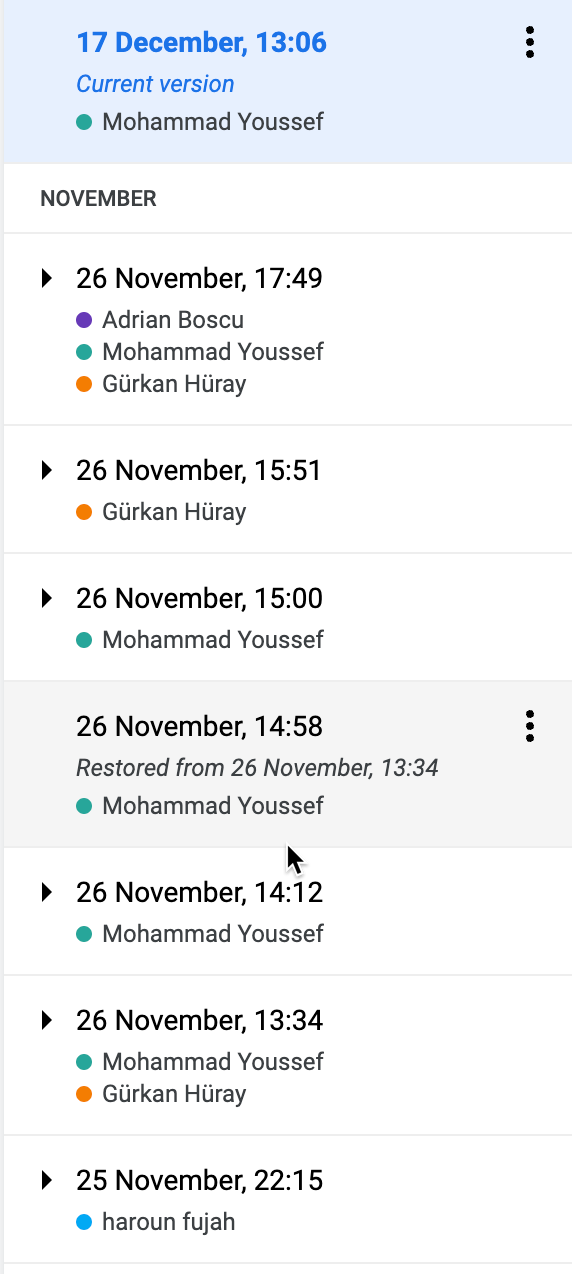 17 December, 13:06
Current version
Mohammad Youssef
NOVEMBER
26 November, 17:49
Adrian Boscu
Mohammad Youssef
Gürkan Hüray
26 November, 15:51
Gürkan Hüray
26 November, 15:00
Mohammad Youssef
26 November, 14:58
Restored from 26 November, 13:34
Mohammad Youssef
26 November, 14:12
Mohammad Youssef
26 November, 13:34
Mohammad Youssef
Gürkan Hüray
25 November, 22:15
haroun fujah